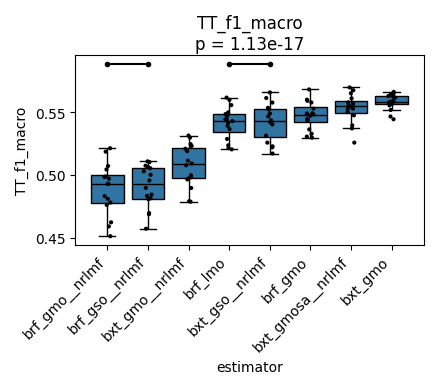 TT_f1_macro
p = 1.13e-17
TT_f1_macro
0.55
0.50
0.45
brf_gmo__nrlmf
brf_gso__nrlmf
bxt_gmo__nrlmf
brf_lmo
bxt_gso__nrlmf
brf_gmo
bxt_gmosa__nrlmf
bxt_gmo
estimator